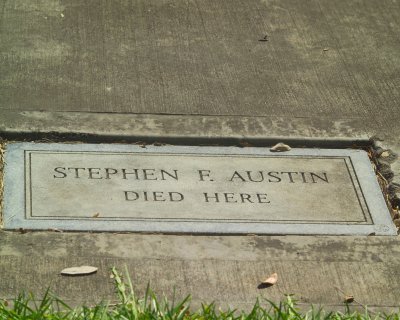 STEPHEN F. AUSTIN
DIED HERE